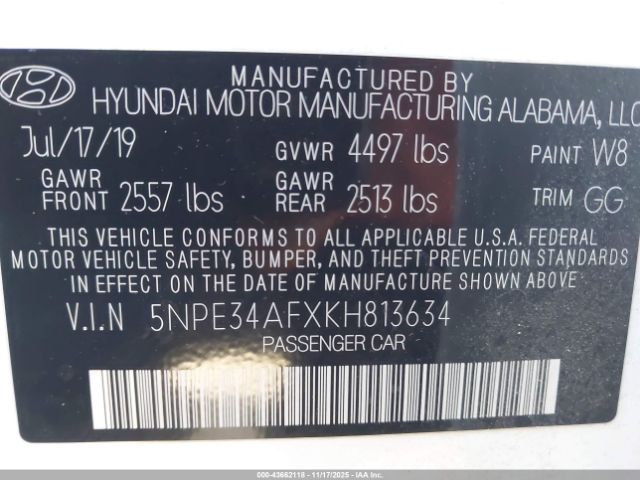 MANUFACTURED BY
HYUNDAI MOTOR MANUFACTURING ALABAMA, LLC
Jul/17/19 GVWR 4497 lbs PAINT W8
GAWR FRONT 2557 lbs GAWR REAR 2513 lbs TRIM GG
THIS VEHICLE CONFORMS TO ALL APPLICABLE U.S.A. FEDERAL
MOTOR VEHICLE SAFETY, BUMPER, AND THEFT PREVENTION STANDARDS
IN EFFECT ON THE DATE OF MANUFACTURE SHOWN ABOVE.
V.I.N 5NPE34AFXKH813634
PASSENGER CAR
000-43662118 - 11/17/2025 - IAAI.COM